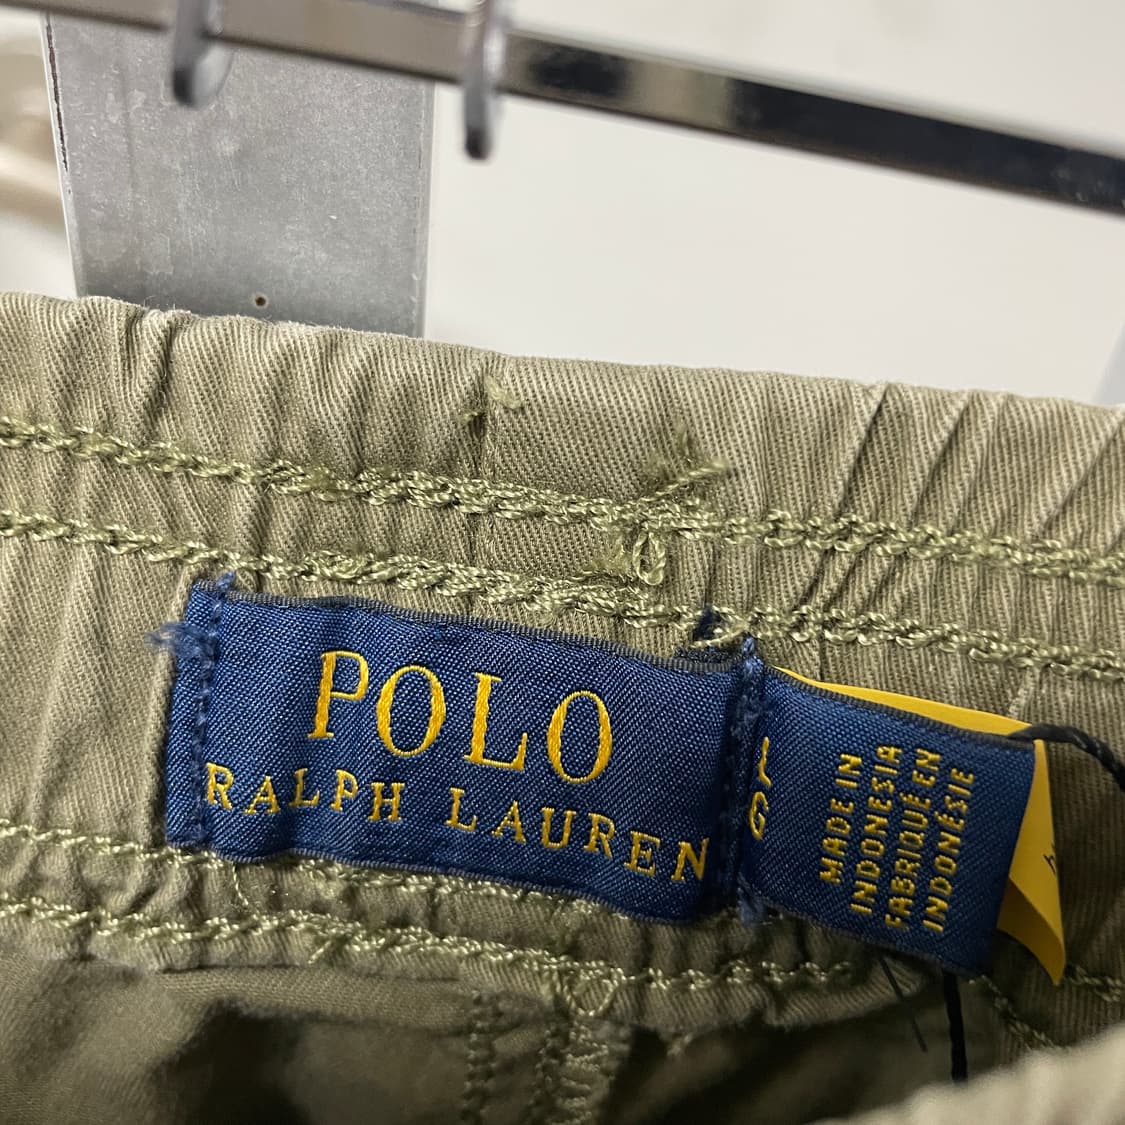 POLO
RALPH LAUREN
L
G
MADE IN
INDONESIA
FABRIQUÉ EN
INDONÉSIE